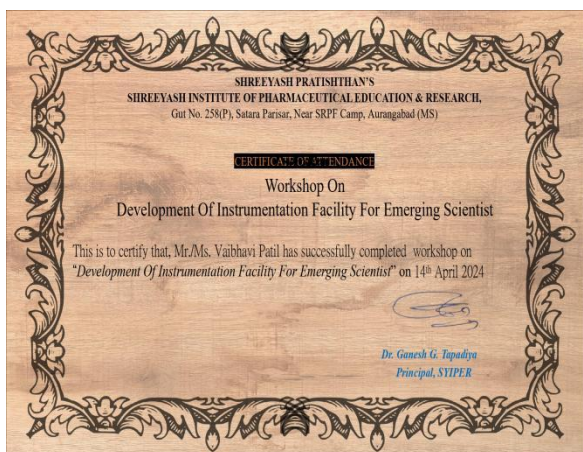 SHREEYASH PRATISHTHAN'S
SHREEYASH INSTITUTE OF PHARMACEUTICAL EDUCATION & RESEARCH,
Gut No. 258(P), Satara Parisar, Near SRPF Camp, Aurangabad (MS)
CERTIFICATE OF ATTENDANCE
Workshop On
Development Of Instrumentation Facility For Emerging Scientist
This is to certify that, Mr./Ms. Vaibhavi Patil has successfully completed workshop on
"Development Of Instrumentation Facility For Emerging Scientist" on 14th April 2024
Dr. Ganesh G. Tapadiya
Principal, SYIPER